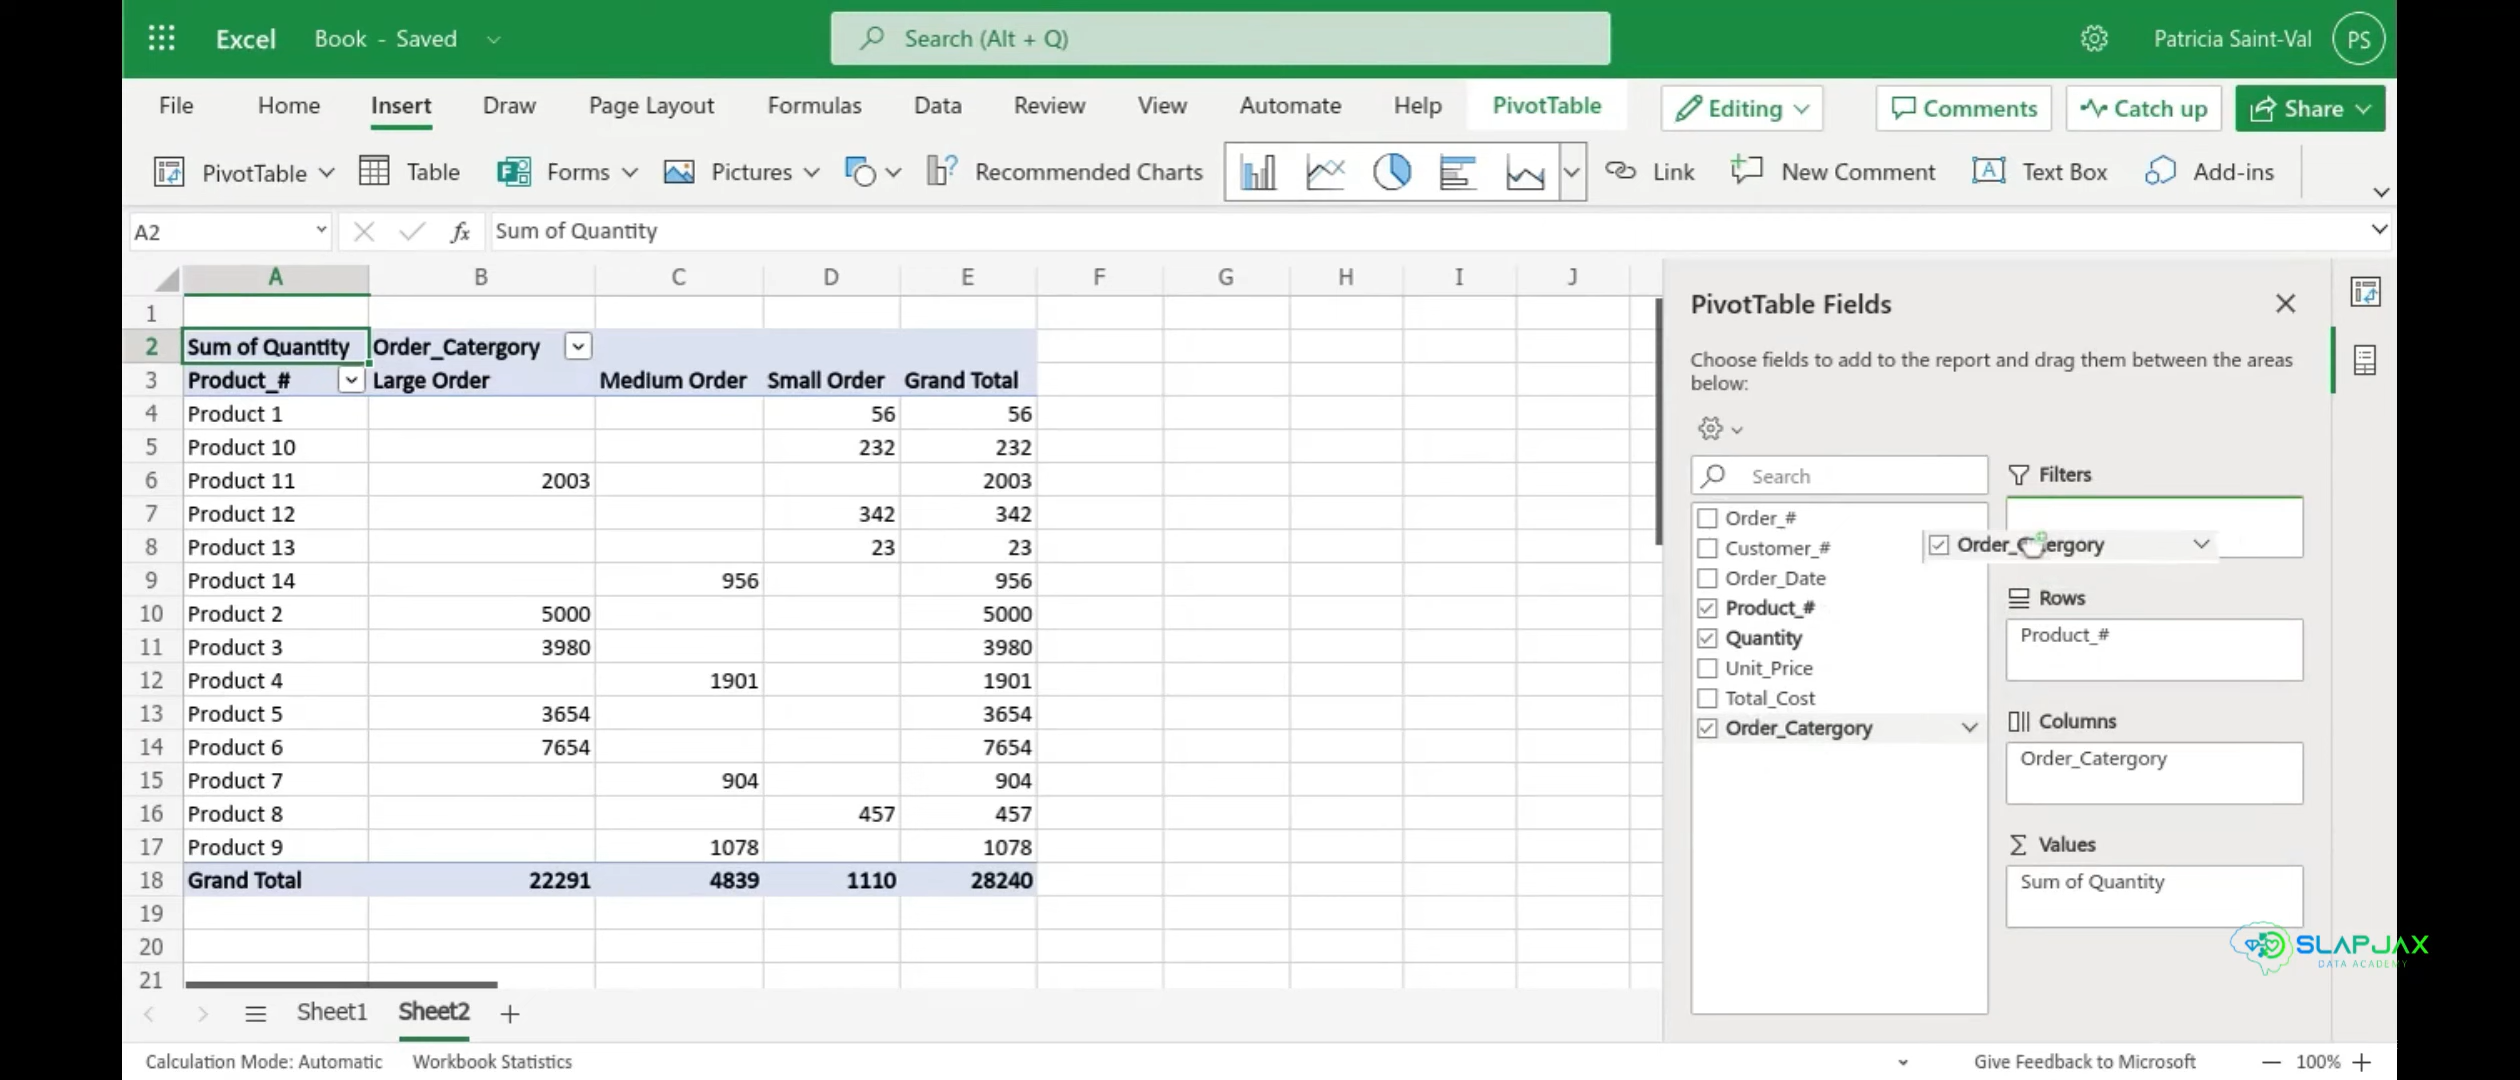 Excel Book - Saved Search (Alt + Q) Patricia Saint-Val PS
File Home Insert Draw Page Layout Formulas Data Review View Automate Help PivotTable Editing Comments Catch up Share
PivotTable Table Forms Pictures Recommended Charts Link New Comment Text Box Add-ins
A2 fx Sum of Quantity
A B C D E F G H I J
1
2 Sum of Quantity Order_Catergory
3 Product_# Large Order Medium Order Small Order Grand Total
4 Product 1 56 56
5 Product 10 232 232
6 Product 11 2003 2003
7 Product 12 342 342
8 Product 13 23 23
9 Product 14 956 956
10 Product 2 5000 5000
11 Product 3 3980 3980
12 Product 4 1901 1901
13 Product 5 3654 3654
14 Product 6 7654 7654
15 Product 7 904 904
16 Product 8 457 457
17 Product 9 1078 1078
18 Grand Total 22291 4839 1110 28240
19
20
21
PivotTable Fields
Choose fields to add to the report and drag them between the areas
below:
Search
Order_#
Customer_#
Order_Date
Product_#
Quantity
Unit_Price
Total_Cost
Order_Catergory
Filters
Rows
Product_#
Columns
Order_Catergory
Values
Sum of Quantity
SLAPJAX
DATA ACADEMY
Sheet1 Sheet2
Calculation Mode: Automatic Workbook Statistics Give Feedback to Microsoft 100%